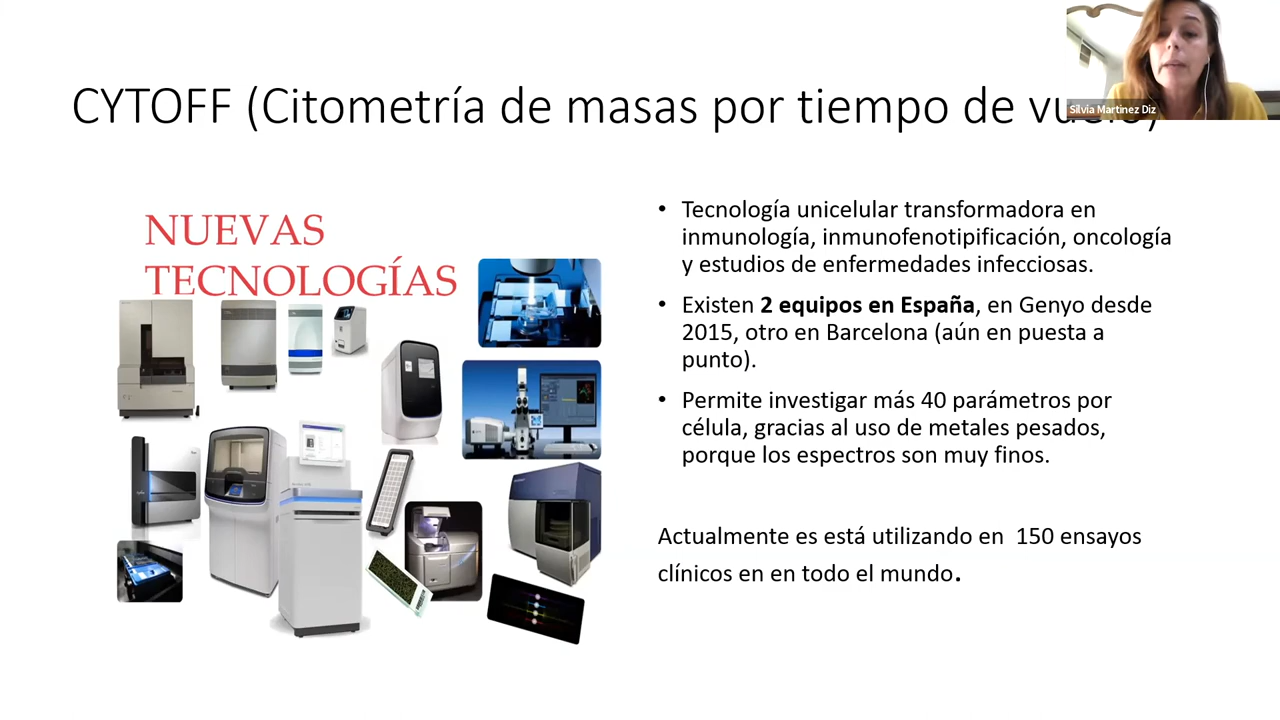 CYTOFF (Citometría de masas por tiempo de vuelo)
Silvia Martinez Diz
NUEVAS
TECNOLOGÍAS
• Tecnología unicelular transformadora en
inmunología, inmunofenotipificación, oncología
y estudios de enfermedades infecciosas.
• Existen 2 equipos en España, en Genyo desde
2015, otro en Barcelona (aún en puesta a
punto).
• Permite investigar más 40 parámetros por
célula, gracias al uso de metales pesados,
porque los espectros son muy finos.
Actualmente es está utilizando en 150 ensayos
clínicos en en todo el mundo.